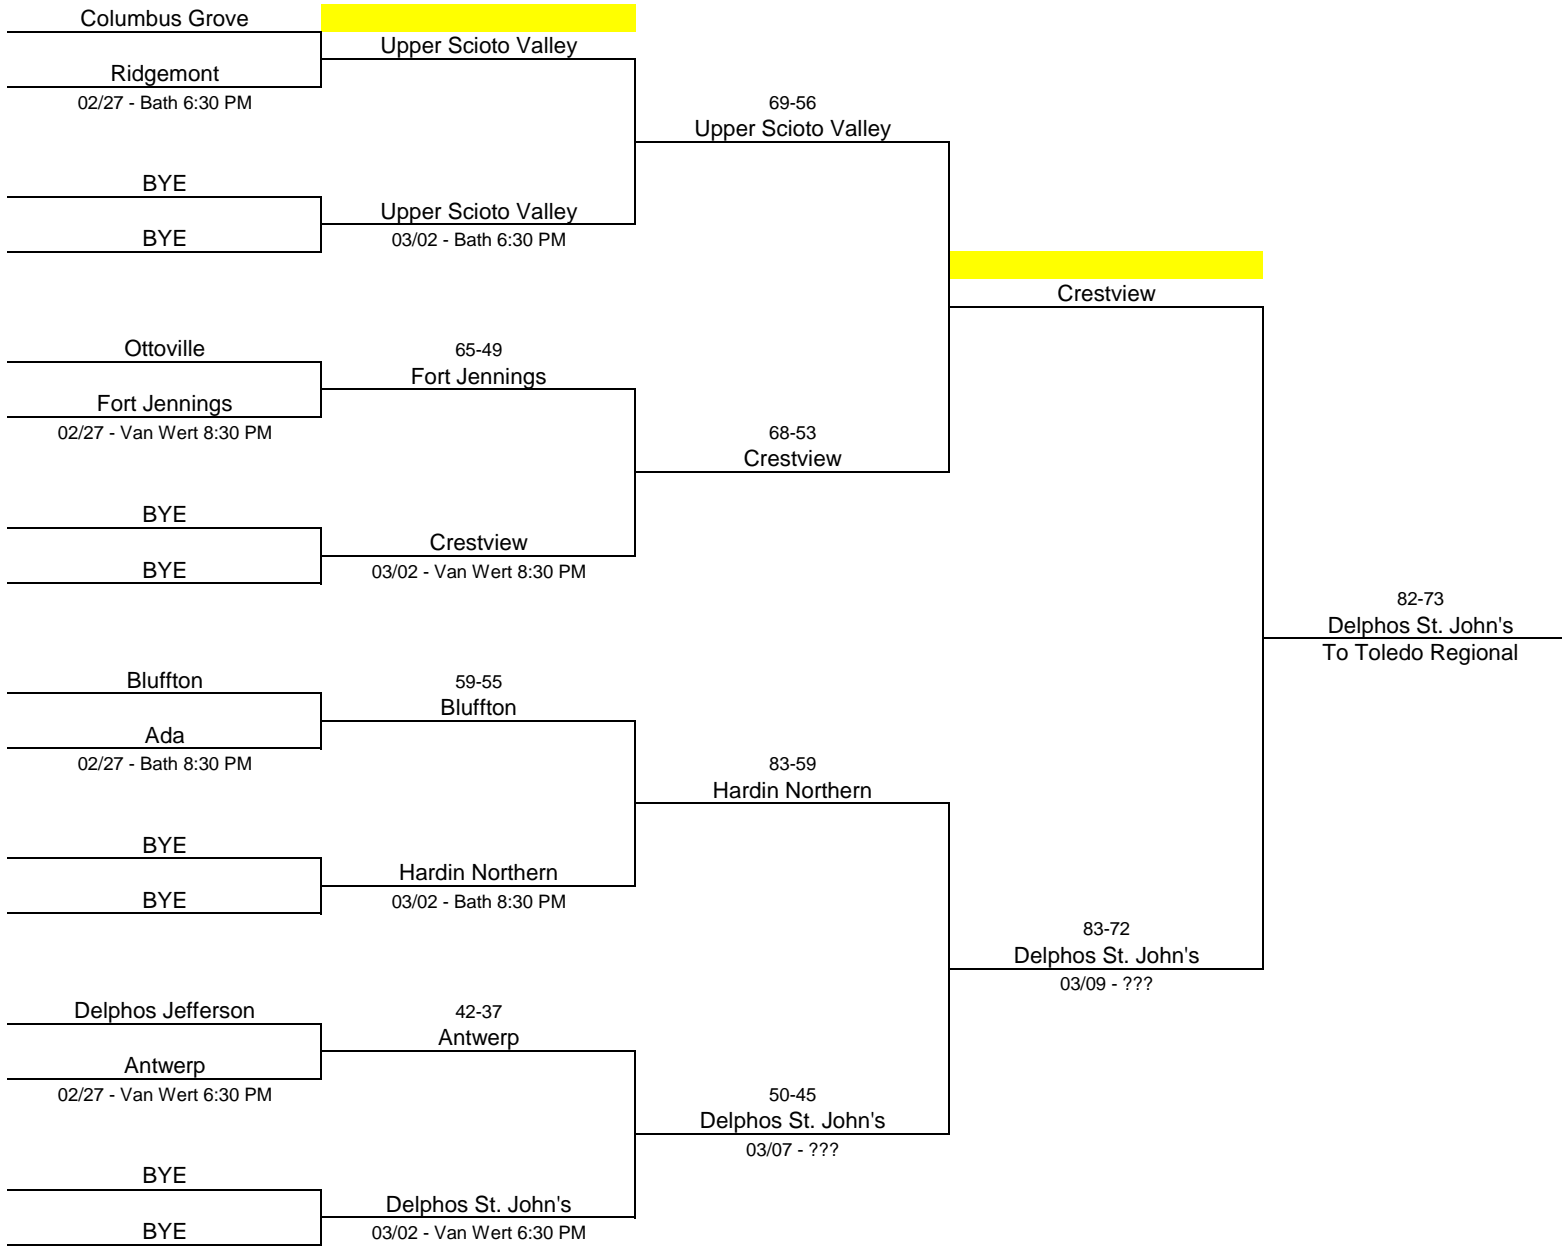 Columbus Grove
Upper Scioto Valley
Ridgemont
02/27 - Bath 6:30 PM
69-56
Upper Scioto Valley
BYE
Upper Scioto Valley
BYE
03/02 - Bath 6:30 PM
Crestview
Ottoville
65-49
Fort Jennings
Fort Jennings
02/27 - Van Wert 8:30 PM
68-53
Crestview
BYE
Crestview
BYE
03/02 - Van Wert 8:30 PM
82-73
Delphos St. John's
To Toledo Regional
Bluffton
59-55
Bluffton
Ada
02/27 - Bath 8:30 PM
83-59
Hardin Northern
BYE
Hardin Northern
BYE
03/02 - Bath 8:30 PM
83-72
Delphos St. John's
03/09 - ???
Delphos Jefferson
42-37
Antwerp
Antwerp
02/27 - Van Wert 6:30 PM
50-45
Delphos St. John's
03/07 - ???
BYE
Delphos St. John's
BYE
03/02 - Van Wert 6:30 PM